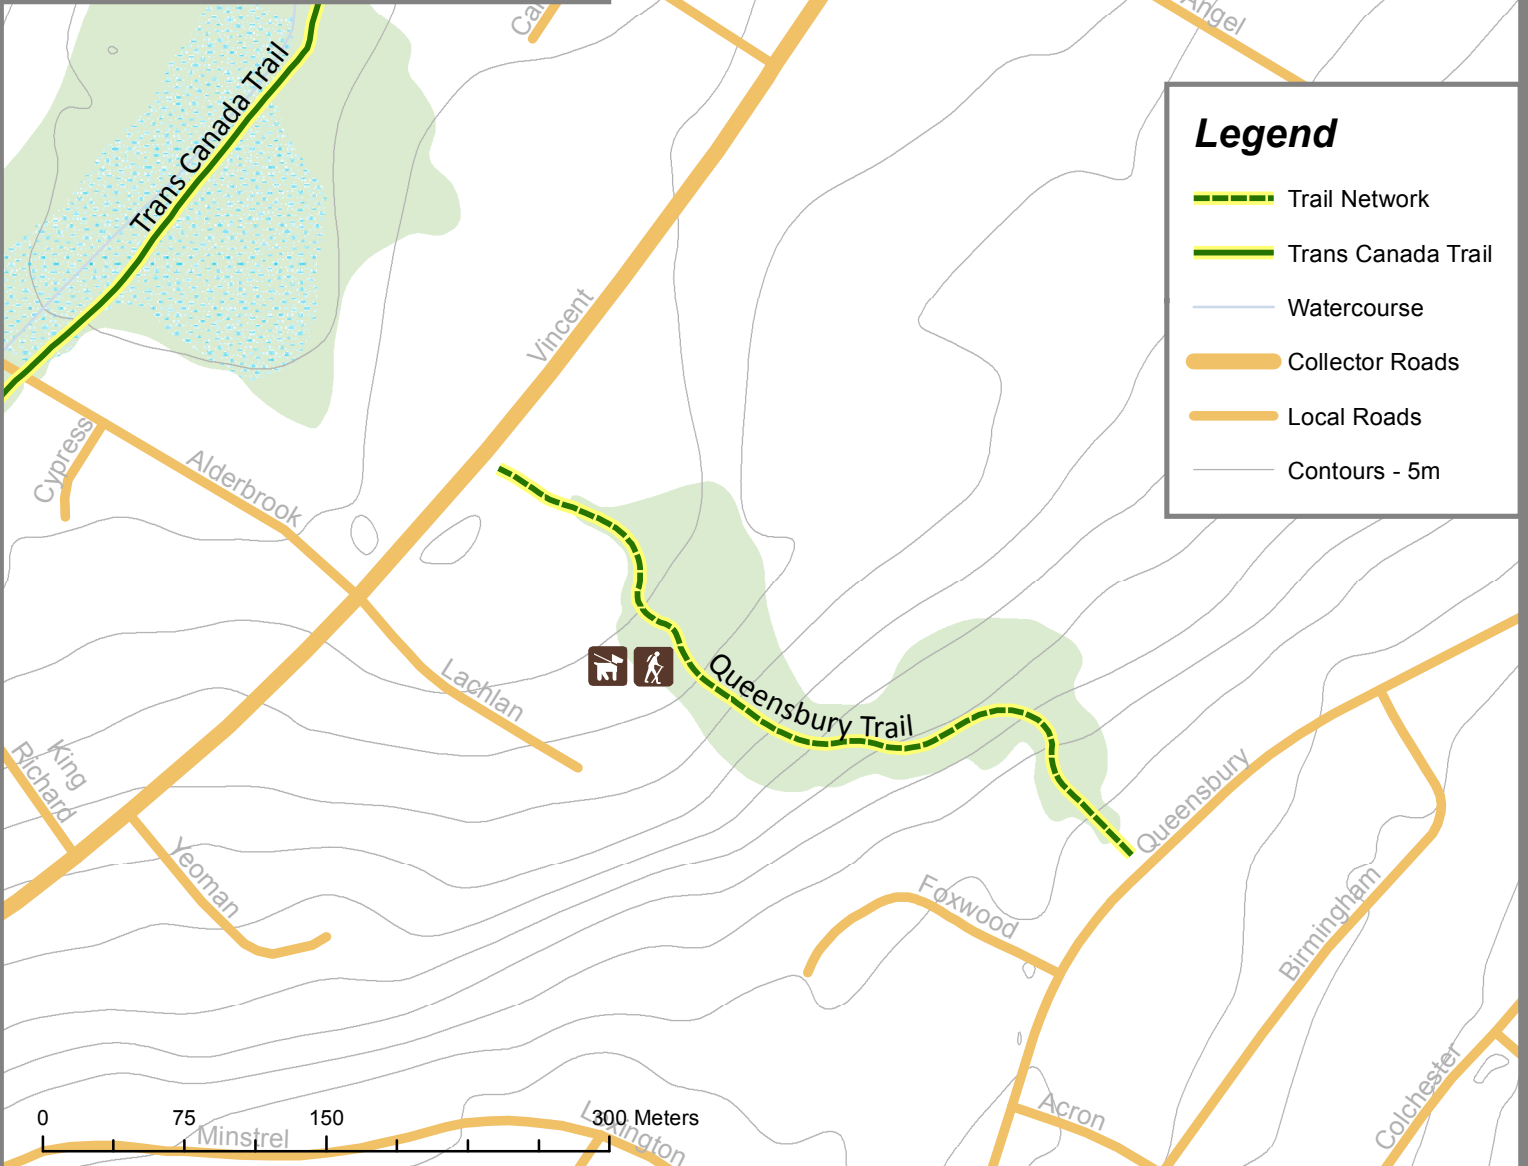 Angel
Trans Canada Trail
Legend
Trail Network
Trans Canada Trail
Watercourse
Collector Roads
Local Roads
Contours - 5m
Vincent
Cypress
Alderbrook
Lachlan
Queensbury Trail
King
Richard
Yeoman
Queensbury
Foxwood
Birmingham
Acron
Colchester
0 75 150 300 Meters
Minstrel
Lexington